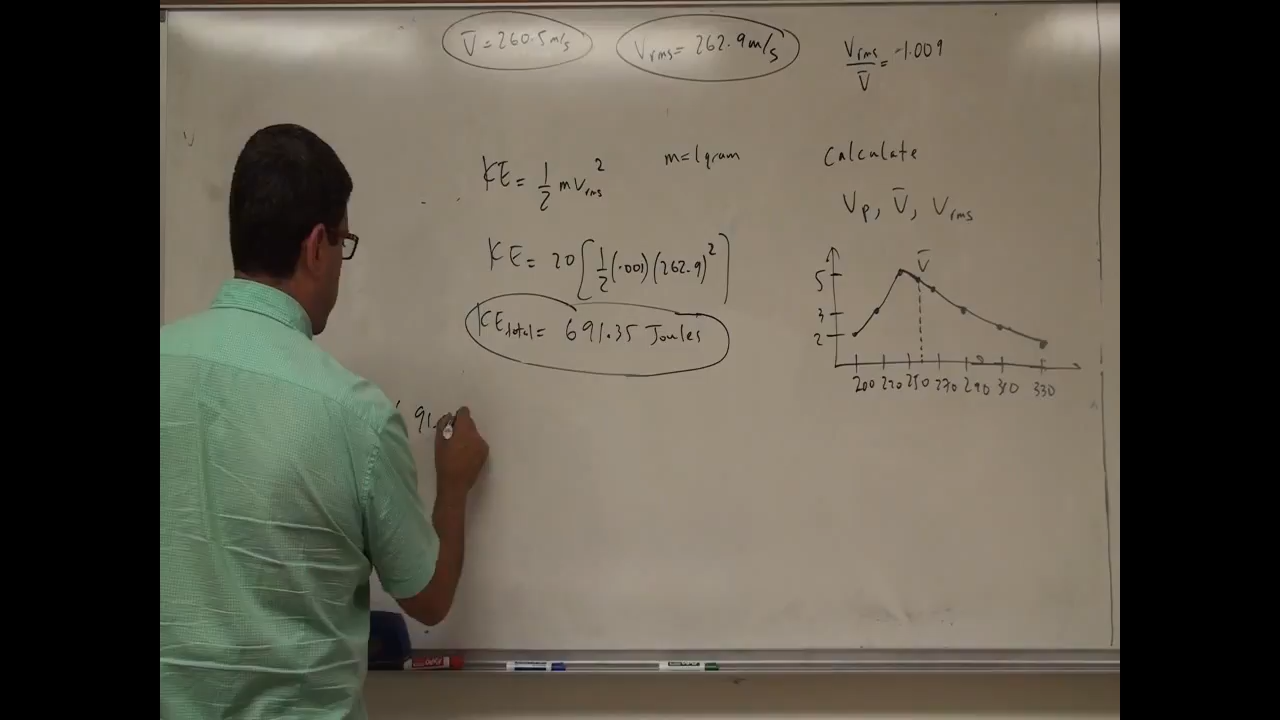 V̄ = 260.5 m/s
Vrms = 262.9 m/s
Vrms/V̄ = 1.009
KE = 1/2 m Vrms²
m = 1 gram
Calculate
Vp, V̄, Vrms
KE = 20 [1/2 (.001)(262.9)²]
KEtotal = 691.35 Joules
V̄
5
3
2
200 220 250 270 290 310 330
91.
EXPO